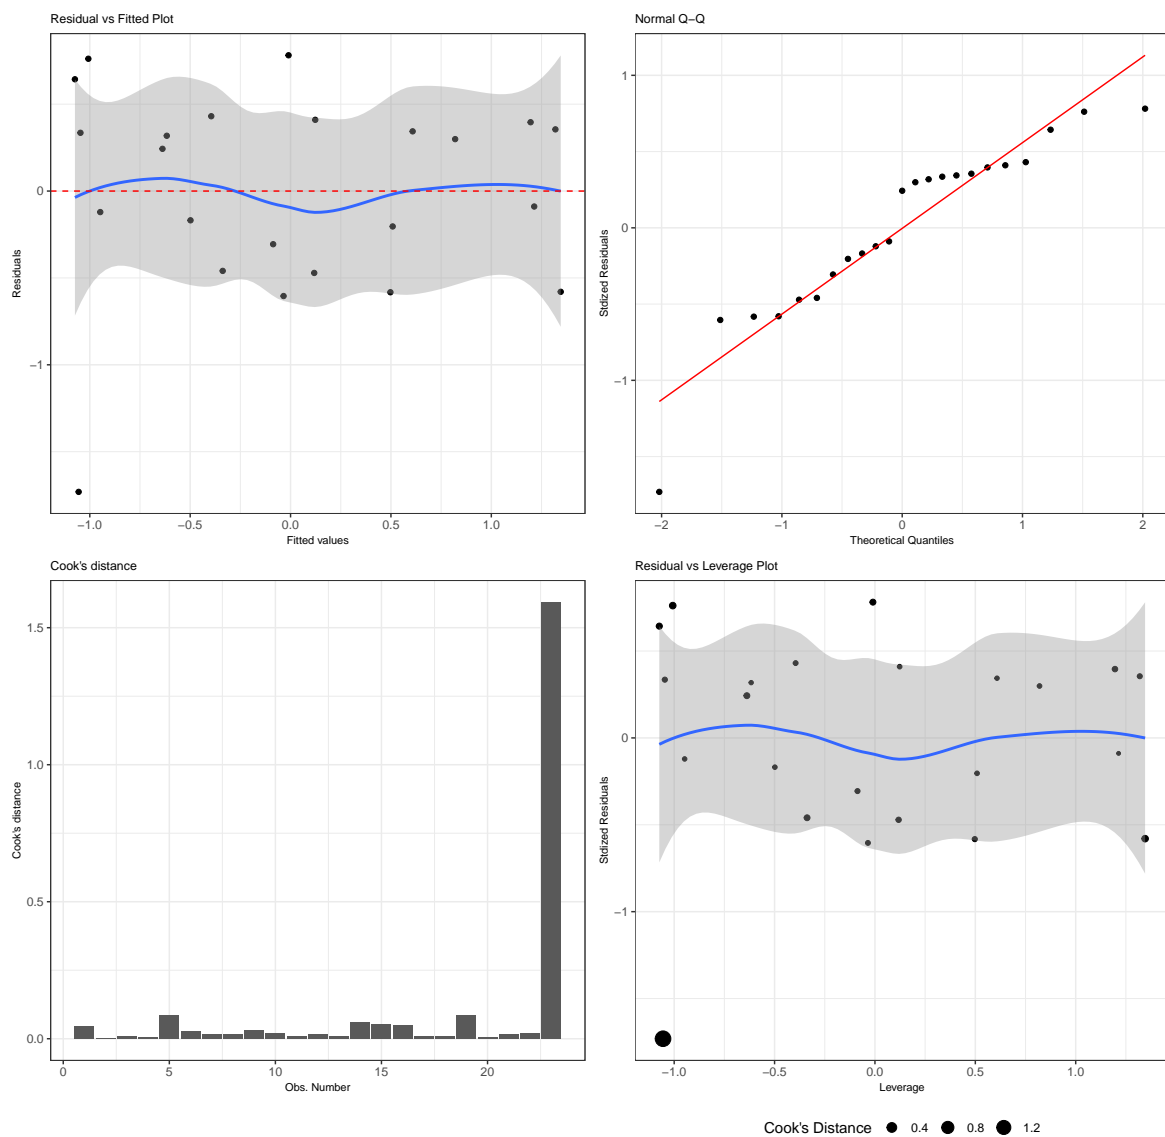 Residual vs Fitted Plot
Residuals
0
−1
−1.0 −0.5 0.0 0.5 1.0
Fitted values
Normal Q−Q
Stdized Residuals
1
0
−1
−2 −1 0 1 2
Theoretical Quantiles
Cook's distance
Cook's distance
1.5
1.0
0.5
0.0
0 5 10 15 20
Obs. Number
Residual vs Leverage Plot
Stdized Residuals
0
−1
−1.0 −0.5 0.0 0.5 1.0
Leverage
Cook's Distance 0.4 0.8 1.2